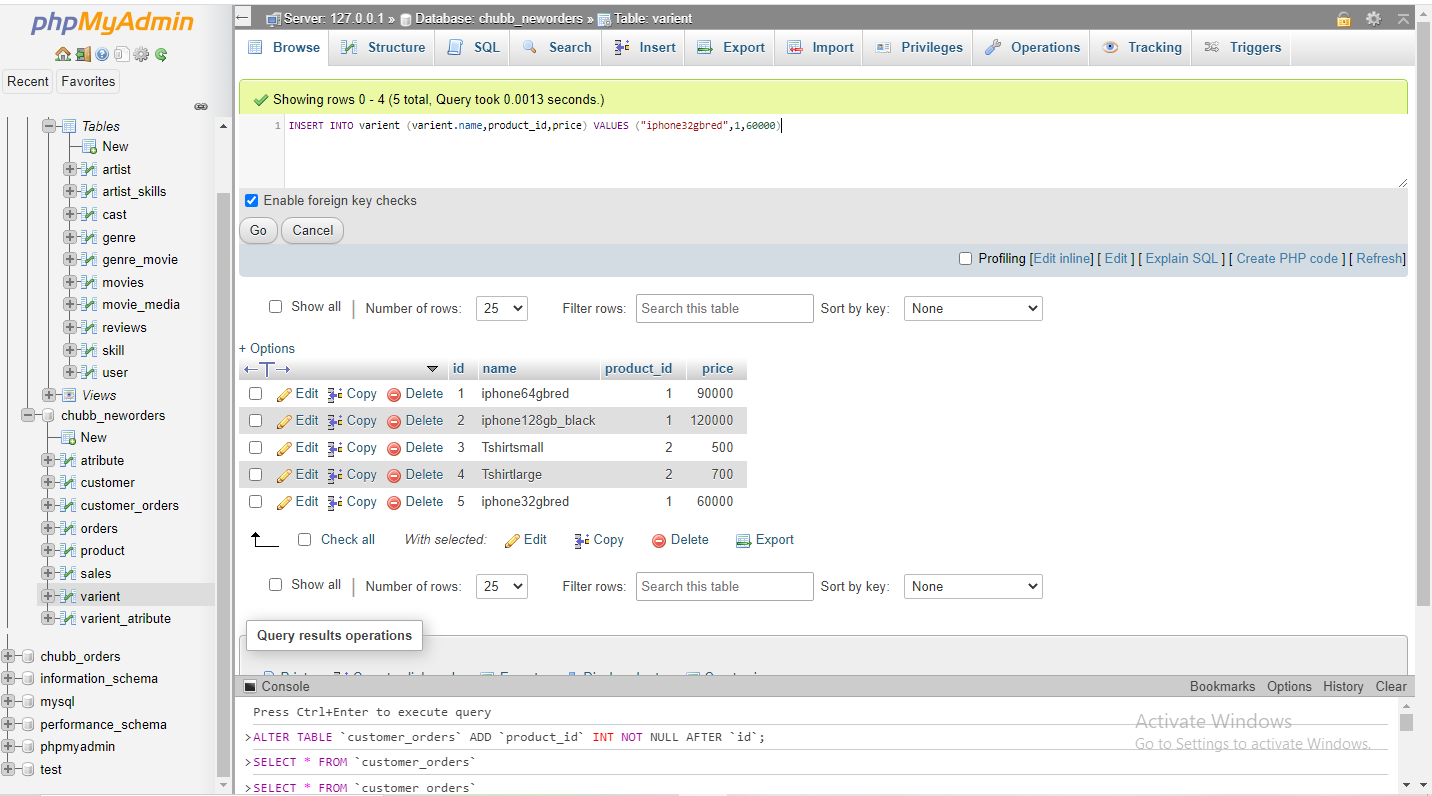 phpMyAdmin
Recent Favorites
Tables
New
artist
artist_skills
cast
genre
genre_movie
movies
movie_media
reviews
skill
user
Views
chubb_neworders
New
atribute
customer
customer_orders
orders
product
sales
varient
varient_atribute
chubb_orders
information_schema
mysql
performance_schema
phpmyadmin
test
Server: 127.0.0.1 » Database: chubb_neworders » Table: varient
Browse Structure SQL Search Insert Export Import Privileges Operations Tracking Triggers
Showing rows 0 - 4 (5 total, Query took 0.0013 seconds.)
1 INSERT INTO varient (varient.name,product_id,price) VALUES ("iphone32gbred",1,60000)
Enable foreign key checks
Go Cancel
Profiling [Edit inline] [ Edit ] [ Explain SQL ] [ Create PHP code ] [ Refresh]
Show all | Number of rows: 25 Filter rows: Search this table Sort by key: None
+ Options
←T→ id name product_id price
Edit Copy Delete 1 iphone64gbred 1 90000
Edit Copy Delete 2 iphone128gb_black 1 120000
Edit Copy Delete 3 Tshirtsmall 2 500
Edit Copy Delete 4 Tshirtlarge 2 700
Edit Copy Delete 5 iphone32gbred 1 60000
Check all With selected: Edit Copy Delete Export
Show all | Number of rows: 25 Filter rows: Search this table Sort by key: None
Query results operations
Console Bookmarks Options History Clear
Press Ctrl+Enter to execute query
>ALTER TABLE `customer_orders` ADD `product_id` INT NOT NULL AFTER `id`;
>SELECT * FROM `customer_orders`
>SELECT * FROM `customer_orders`
Activate Windows
Go to Settings to activate Windows.